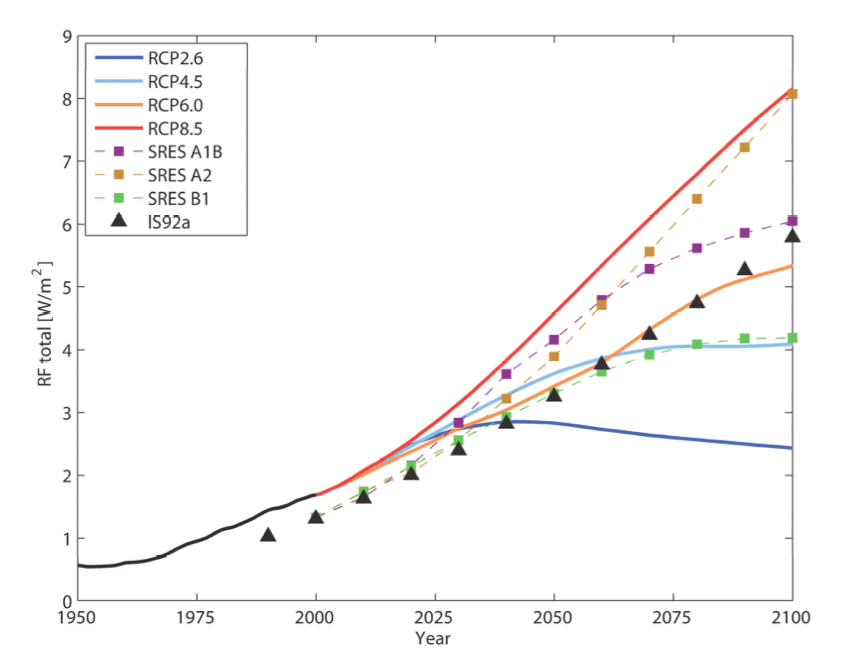 9
8
7
6
5
4
3
2
1
0
RF total [W/m²]
RCP2.6
RCP4.5
RCP6.0
RCP8.5
SRES A1B
SRES A2
SRES B1
IS92a
1950 1975 2000 2025 2050 2075 2100
Year